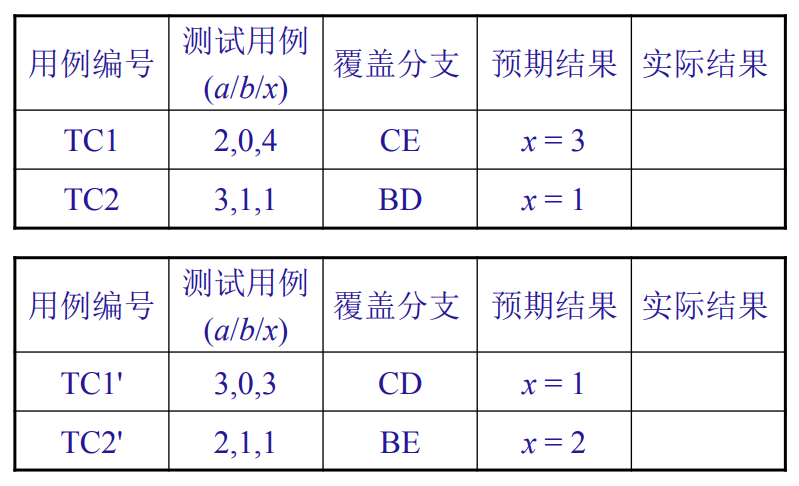 用例编号 测试用例 (a/b/x) 覆盖分支 预期结果 实际结果
TC1 2,0,4 CE x = 3
TC2 3,1,1 BD x = 1
用例编号 测试用例 (a/b/x) 覆盖分支 预期结果 实际结果
TC1' 3,0,3 CD x = 1
TC2' 2,1,1 BE x = 2